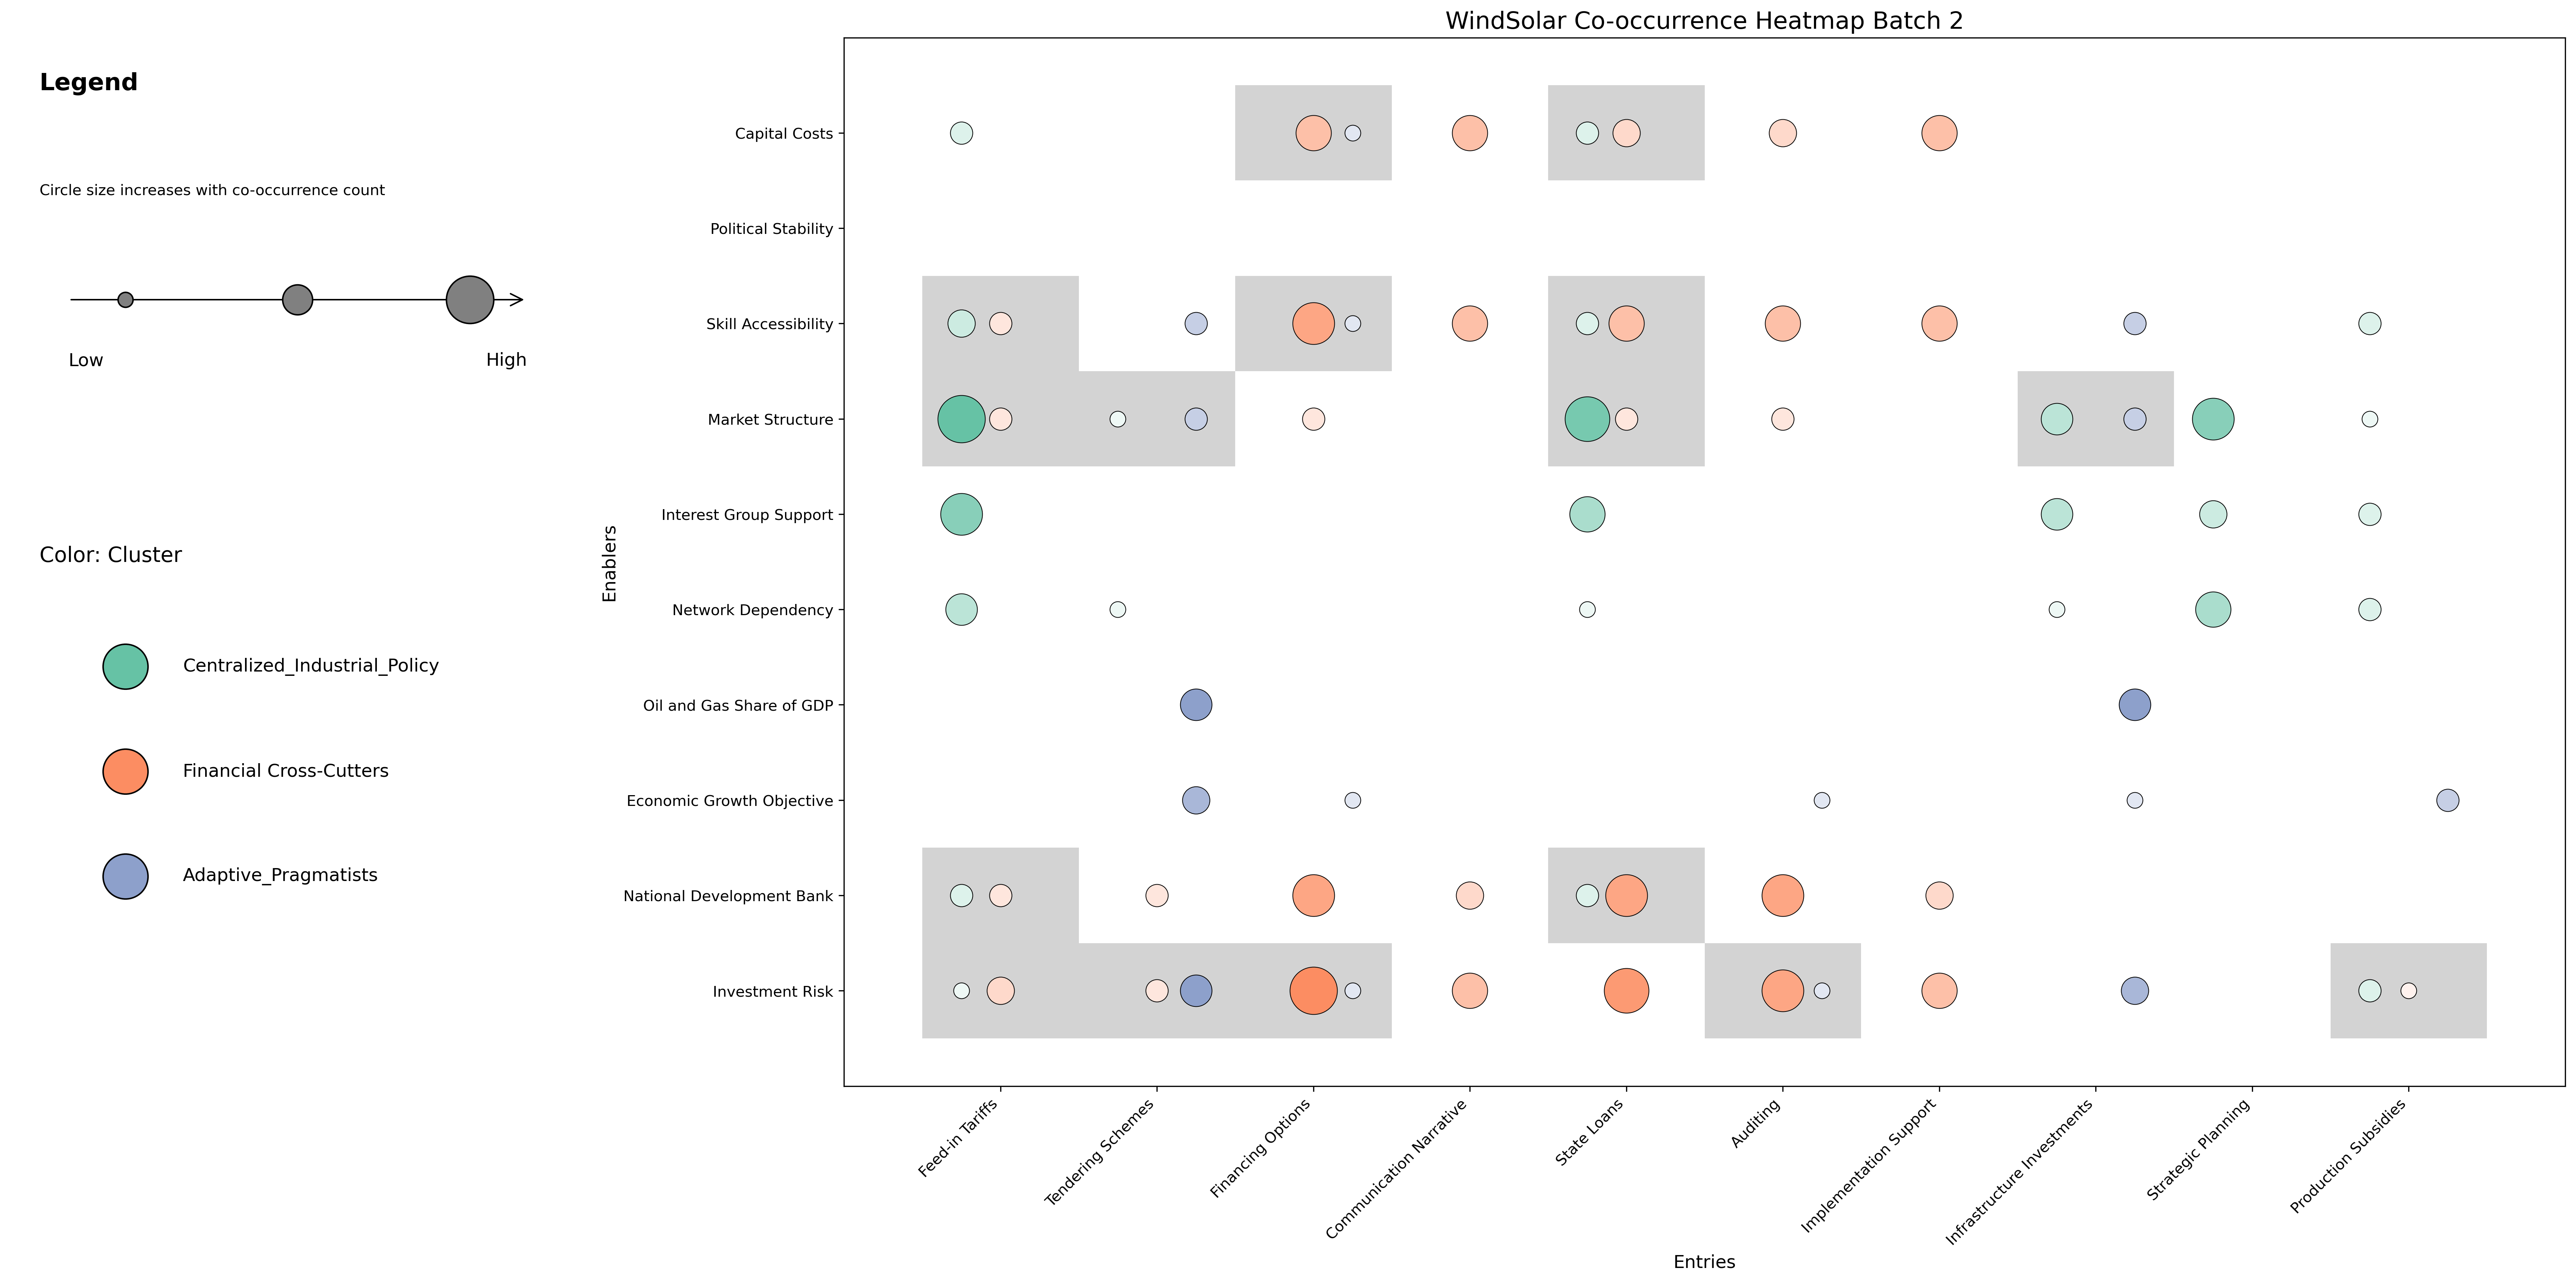 WindSolar Co-occurrence Heatmap Batch 2
Legend
Circle size increases with co-occurrence count
Low
High
Color: Cluster
Centralized_Industrial_Policy
Financial Cross-Cutters
Adaptive_Pragmatists
Enablers
Capital Costs
Political Stability
Skill Accessibility
Market Structure
Interest Group Support
Network Dependency
Oil and Gas Share of GDP
Economic Growth Objective
National Development Bank
Investment Risk
Feed-in Tariffs
Tendering Schemes
Financing Options
Communication Narrative
State Loans
Auditing
Implementation Support
Infrastructure Investments
Strategic Planning
Production Subsidies
Entries